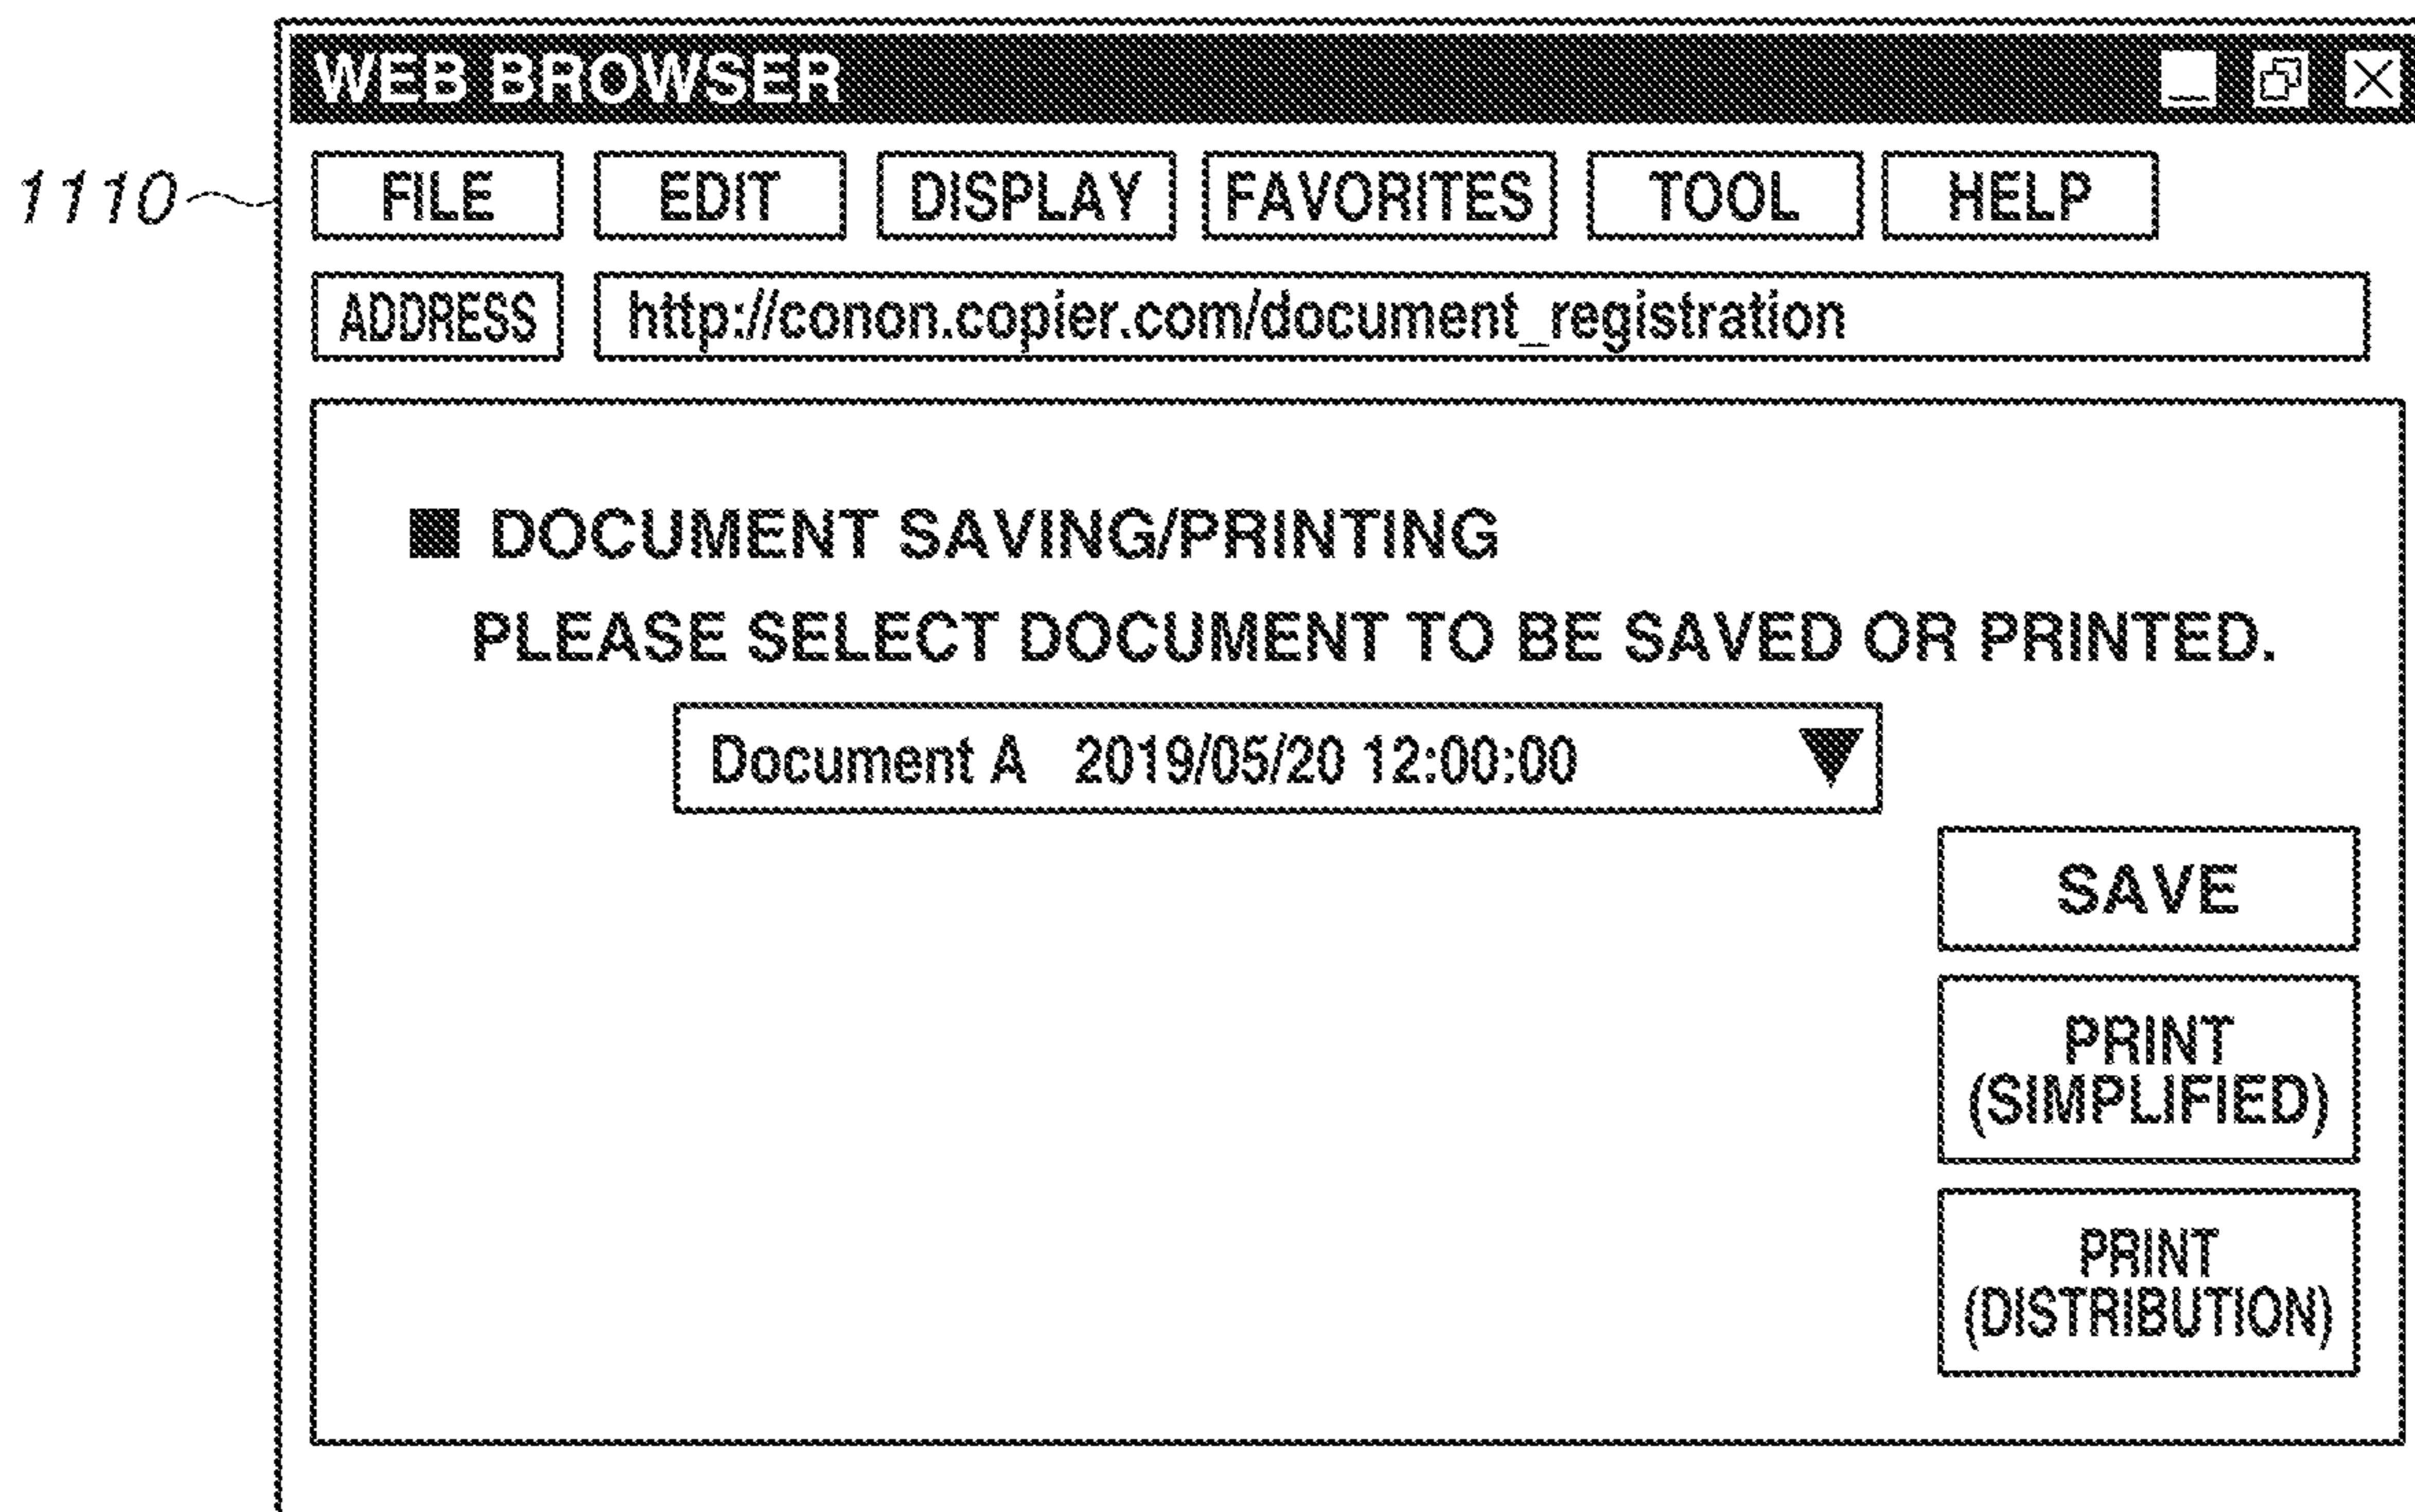 WEB BROWSER
1110
FILE EDIT DISPLAY FAVORITES TOOL HELP
ADDRESS http://conon.copier.com/document_registration
■ DOCUMENT SAVING/PRINTING
PLEASE SELECT DOCUMENT TO BE SAVED OR PRINTED.
Document A 2019/05/20 12:00:00 ▼
SAVE
PRINT
(SIMPLIFIED)
PRINT
(DISTRIBUTION)